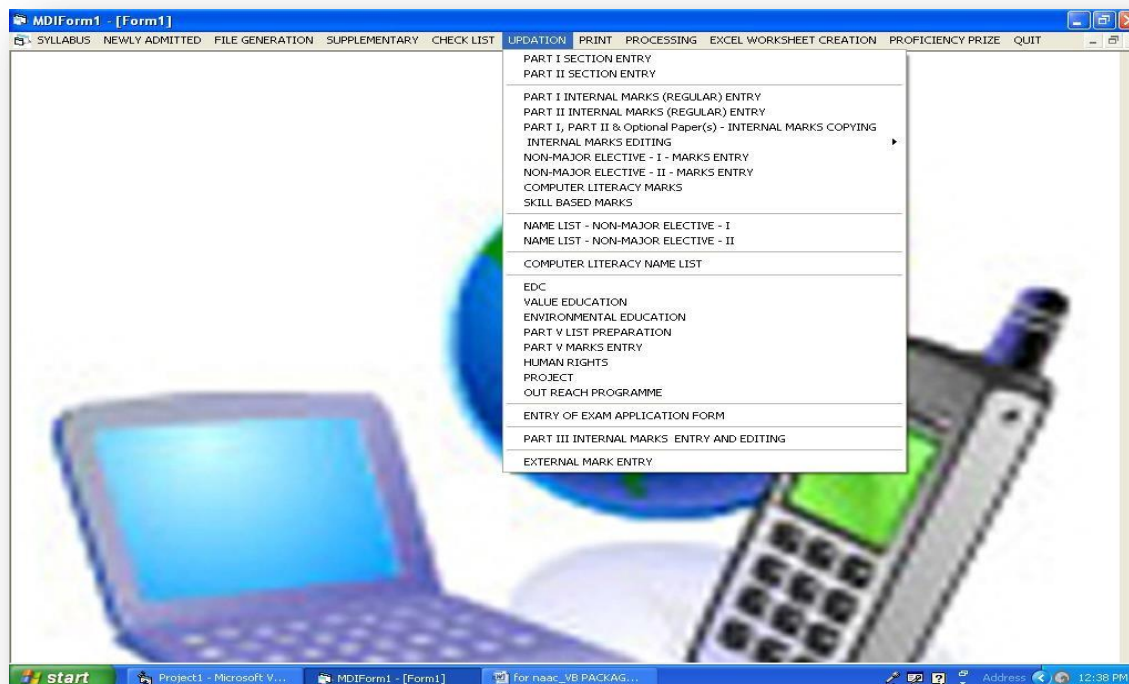 MDIForm1 - [Form1]
SYLLABUS NEWLY ADMITTED FILE GENERATION SUPPLEMENTARY CHECK LIST UPDATION PRINT PROCESSING EXCEL WORKSHEET CREATION PROFICIENCY PRIZE QUIT
PART I SECTION ENTRY
PART II SECTION ENTRY
PART I INTERNAL MARKS (REGULAR) ENTRY
PART II INTERNAL MARKS (REGULAR) ENTRY
PART I, PART II & Optional Paper(s) - INTERNAL MARKS COPYING
INTERNAL MARKS EDITING
NON-MAJOR ELECTIVE - I - MARKS ENTRY
NON-MAJOR ELECTIVE - II - MARKS ENTRY
COMPUTER LITERACY MARKS
SKILL BASED MARKS
NAME LIST - NON-MAJOR ELECTIVE - I
NAME LIST - NON-MAJOR ELECTIVE - II
COMPUTER LITERACY NAME LIST
EDC
VALUE EDUCATION
ENVIRONMENTAL EDUCATION
PART V LIST PREPARATION
PART V MARKS ENTRY
HUMAN RIGHTS
PROJECT
OUT REACH PROGRAMME
ENTRY OF EXAM APPLICATION FORM
PART III INTERNAL MARKS ENTRY AND EDITING
EXTERNAL MARK ENTRY
start Project1 - Microsoft V... MDIForm1 - [Form1] for naac_VB PACKAG... Address 12:38 PM